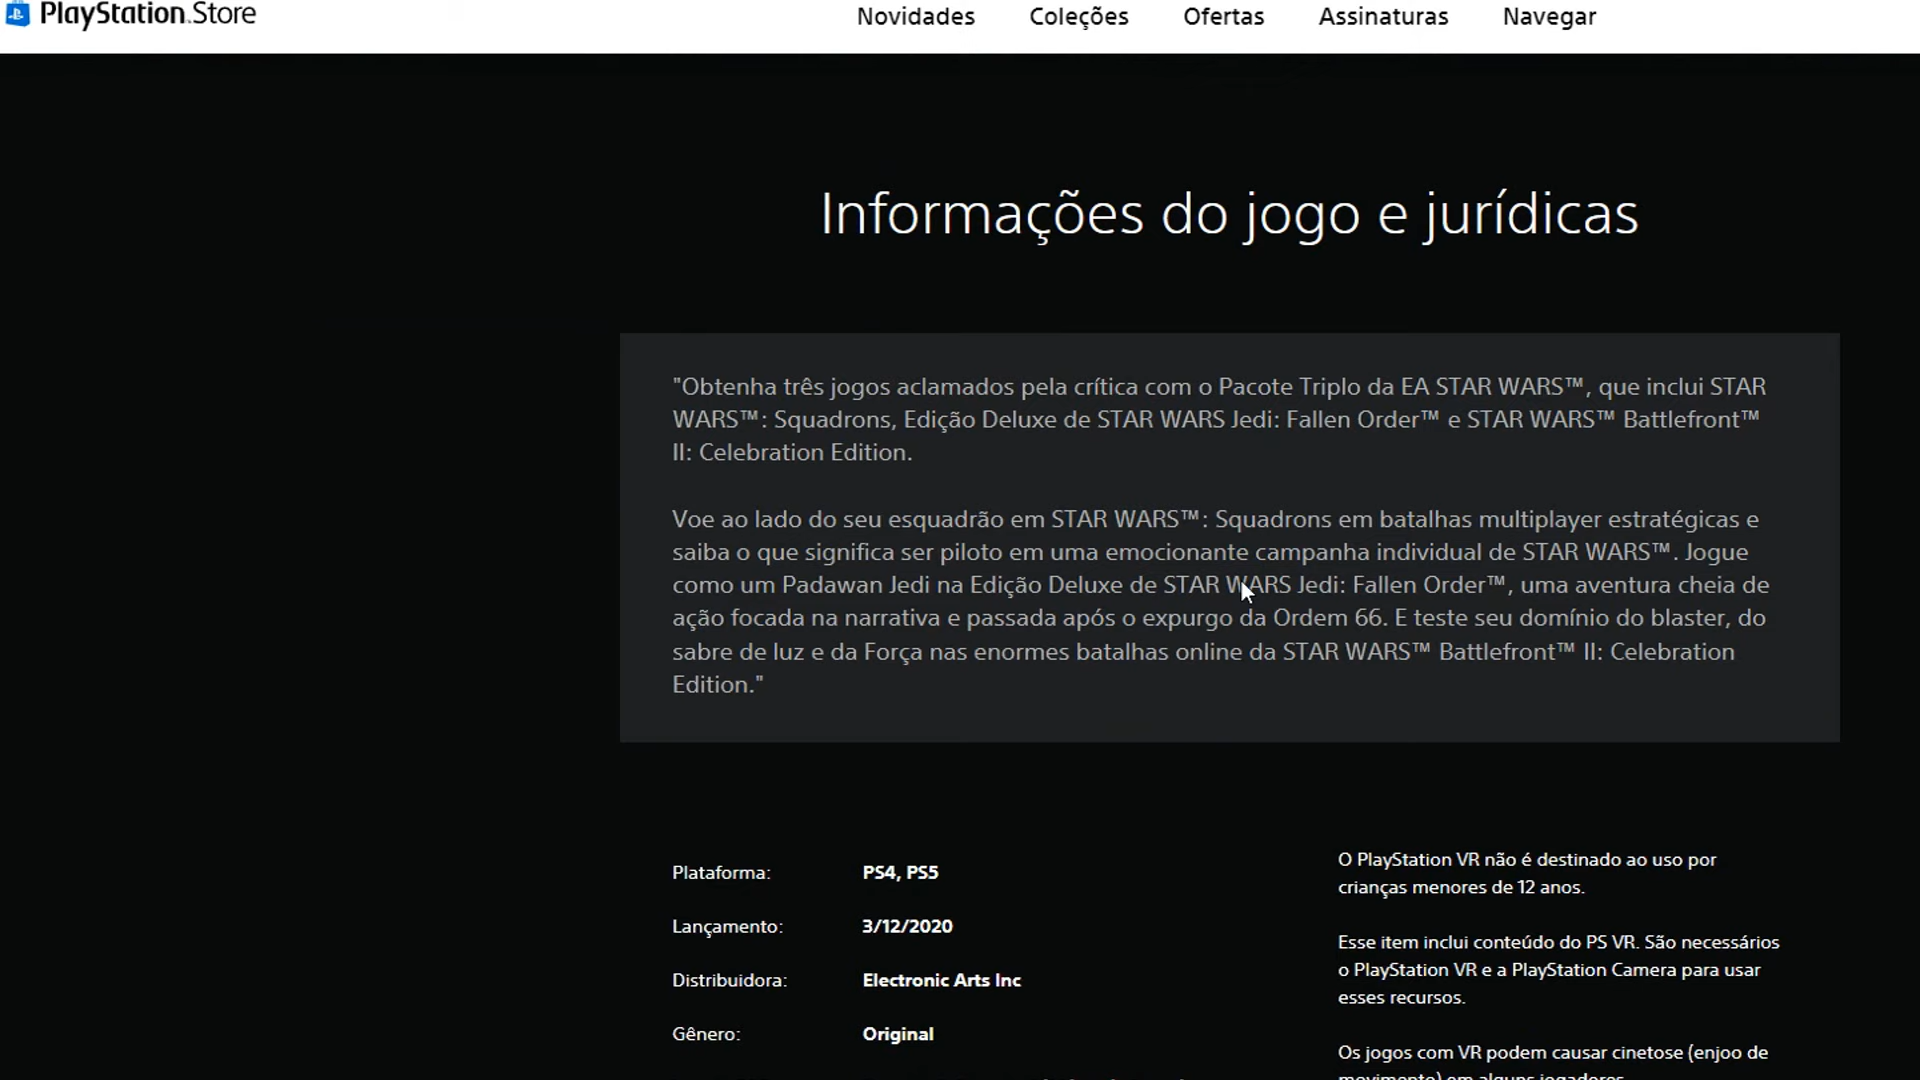 PlayStation.Store
Novidades Coleções Ofertas Assinaturas Navegar
Informações do jogo e jurídicas
"Obtenha três jogos aclamados pela crítica com o Pacote Triplo da EA STAR WARS™, que inclui STAR
WARS™: Squadrons, Edição Deluxe de STAR WARS Jedi: Fallen Order™ e STAR WARS™ Battlefront™
II: Celebration Edition.
Voe ao lado do seu esquadrão em STAR WARS™: Squadrons em batalhas multiplayer estratégicas e
saiba o que significa ser piloto em uma emocionante campanha individual de STAR WARS™. Jogue
como um Padawan Jedi na Edição Deluxe de STAR WARS Jedi: Fallen Order™, uma aventura cheia de
ação focada na narrativa e passada após o expurgo da Ordem 66. E teste seu domínio do blaster, do
sabre de luz e da Força nas enormes batalhas online da STAR WARS™ Battlefront™ II: Celebration
Edition."
Plataforma: PS4, PS5
Lançamento: 3/12/2020
Distribuidora: Electronic Arts Inc
Gênero: Original
O PlayStation VR não é destinado ao uso por
crianças menores de 12 anos.
Esse item inclui conteúdo do PS VR. São necessários
o PlayStation VR e a PlayStation Camera para usar
esses recursos.
Os jogos com VR podem causar cinetose (enjoo de
movimento) em alguns jogadores.